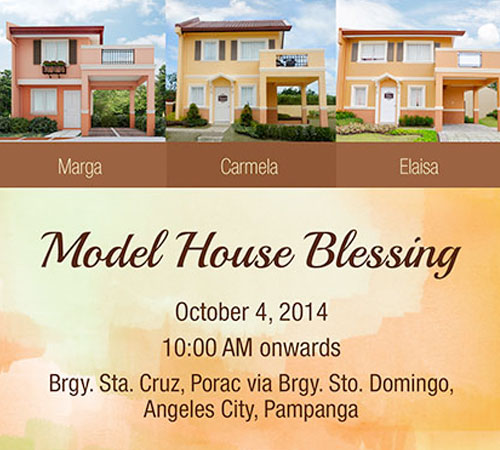 Marga
Carmela
Elaisa
Model House Blessing
October 4, 2014
10:00 AM onwards
Brgy. Sta. Cruz, Porac via Brgy. Sto. Domingo,
Angeles City, Pampanga